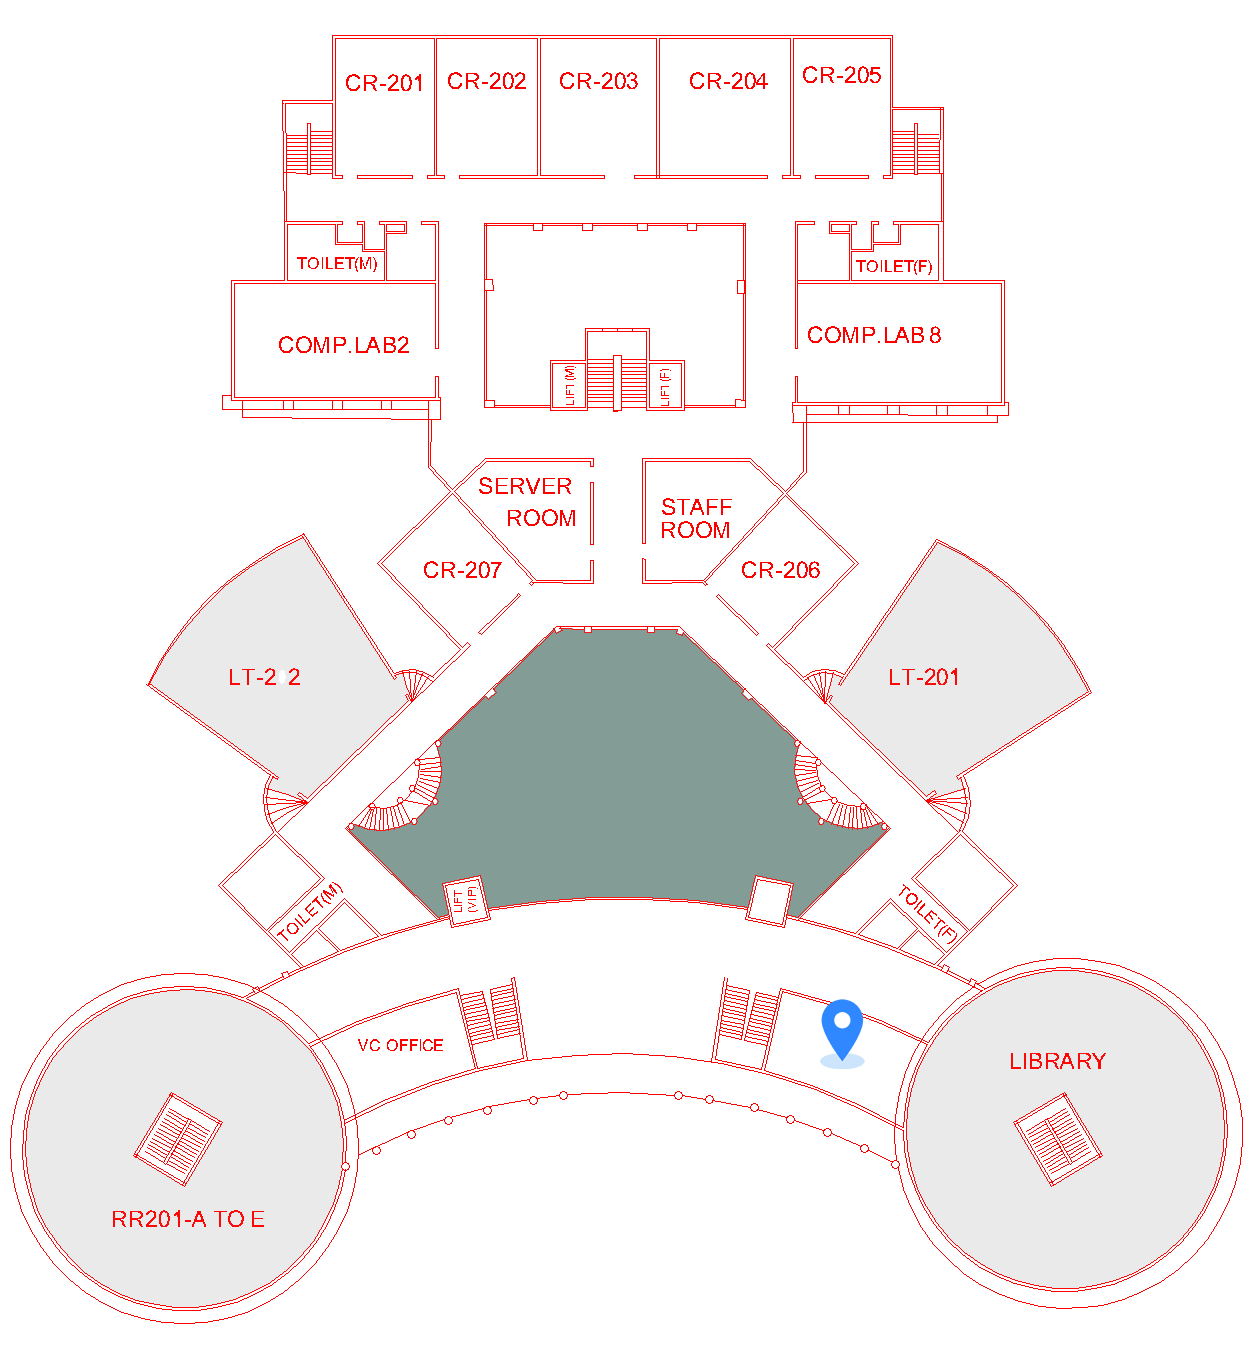 CR-201
CR-202
CR-203
CR-204
CR-205
TOILET(M)
TOILET(F)
COMP.LAB2
COMP.LAB 8
LIFT(M)
LIFT(F)
SERVER
ROOM
STAFF
ROOM
CR-207
CR-206
LT-2 2
LT-201
TOILET(M)
LIFT
(VIP)
TOILET(F)
VC OFFICE
LIBRARY
RR201-A TO E